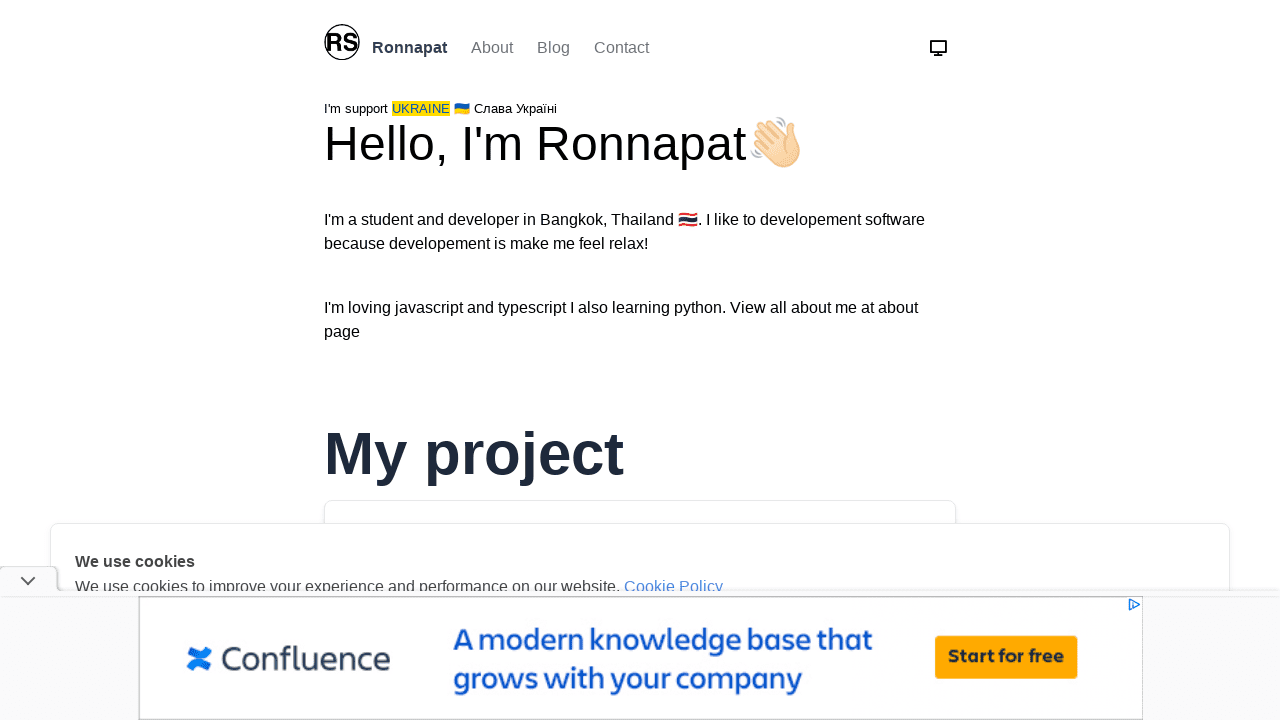 RS Ronnapat About Blog Contact
I'm support UKRAINE 🇺🇦 Слава Україні
Hello, I'm Ronnapat👋🏻
I'm a student and developer in Bangkok, Thailand 🇹🇭. I like to developement software
because developement is make me feel relax!
I'm loving javascript and typescript I also learning python. View all about me at about
page
My project
We use cookies
We use cookies to improve your experience and performance on our website. Cookie Policy
Confluence
A modern knowledge base that
grows with your company
Start for free